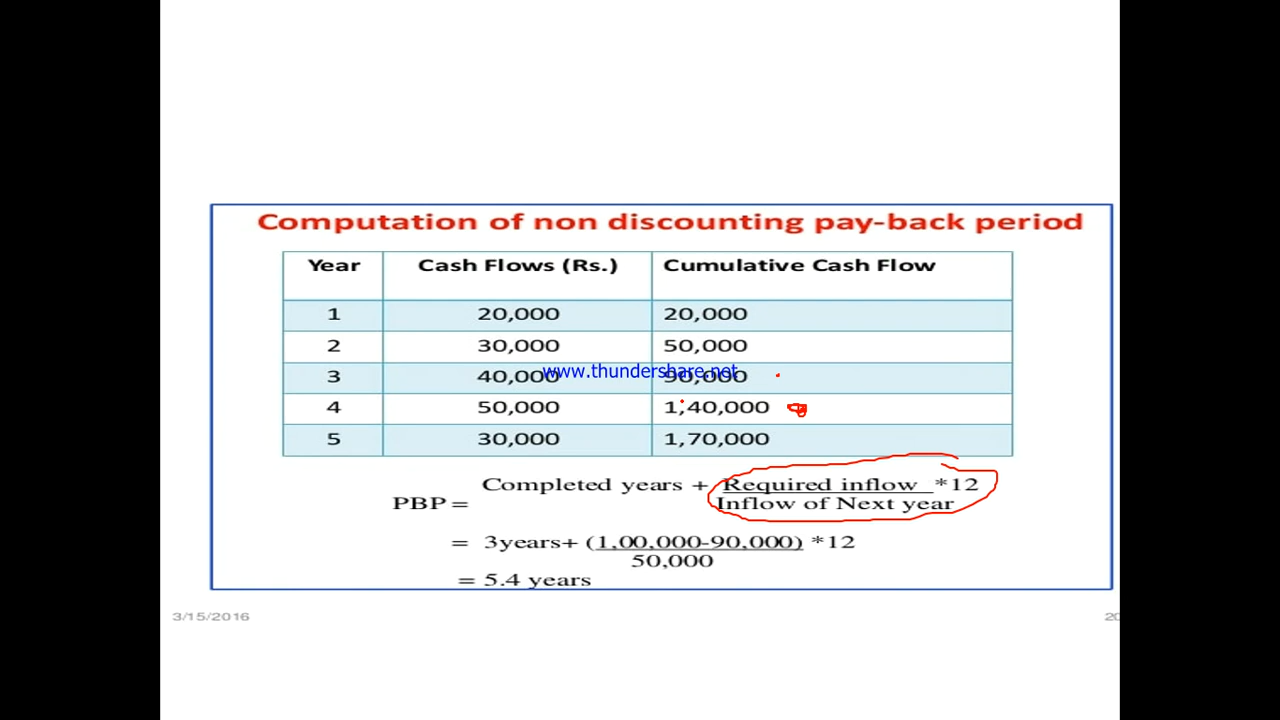 Computation of non discounting pay-back period
Year Cash Flows (Rs.) Cumulative Cash Flow
1 20,000 20,000
2 30,000 50,000
www.thundershare.net
3 40,000 90,000
4 50,000 1,40,000
5 30,000 1,70,000
Completed years + Required inflow *12
PBP = Inflow of Next year
= 3years+ (1,00,000-90,000) *12
50,000
= 5.4 years
3/15/2016 20